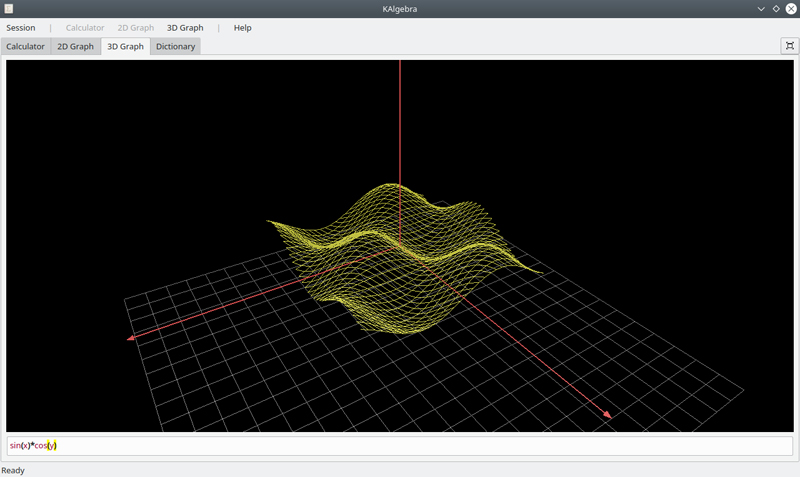 KAlgebra
Session | Calculator 2D Graph 3D Graph | Help
Calculator 2D Graph 3D Graph Dictionary
sin(x)*cos(y)
Ready